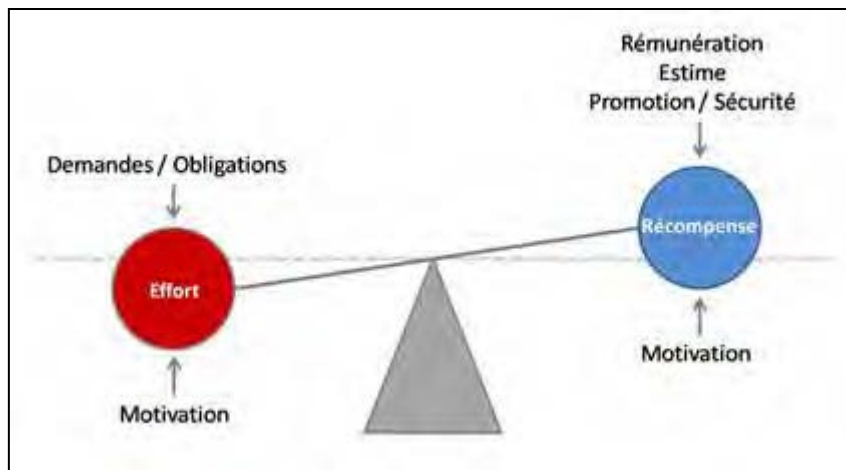 Rémunération
Estime
Promotion / Sécurité
Demandes / Obligations
Récompense
Effort
Motivation
Motivation